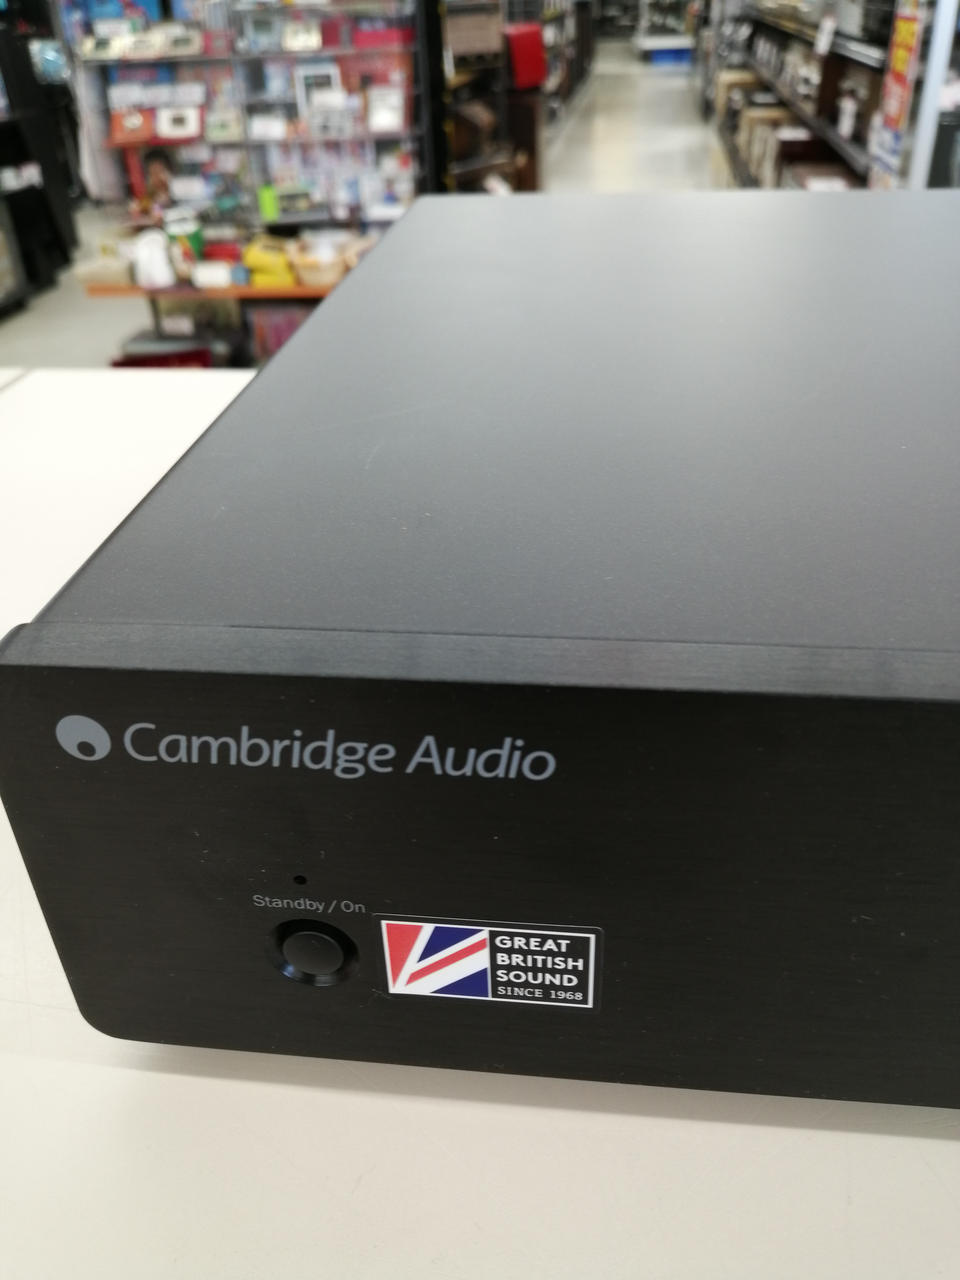 Cambridge Audio
Standby / On
GREAT
BRITISH
SOUND
SINCE 1968